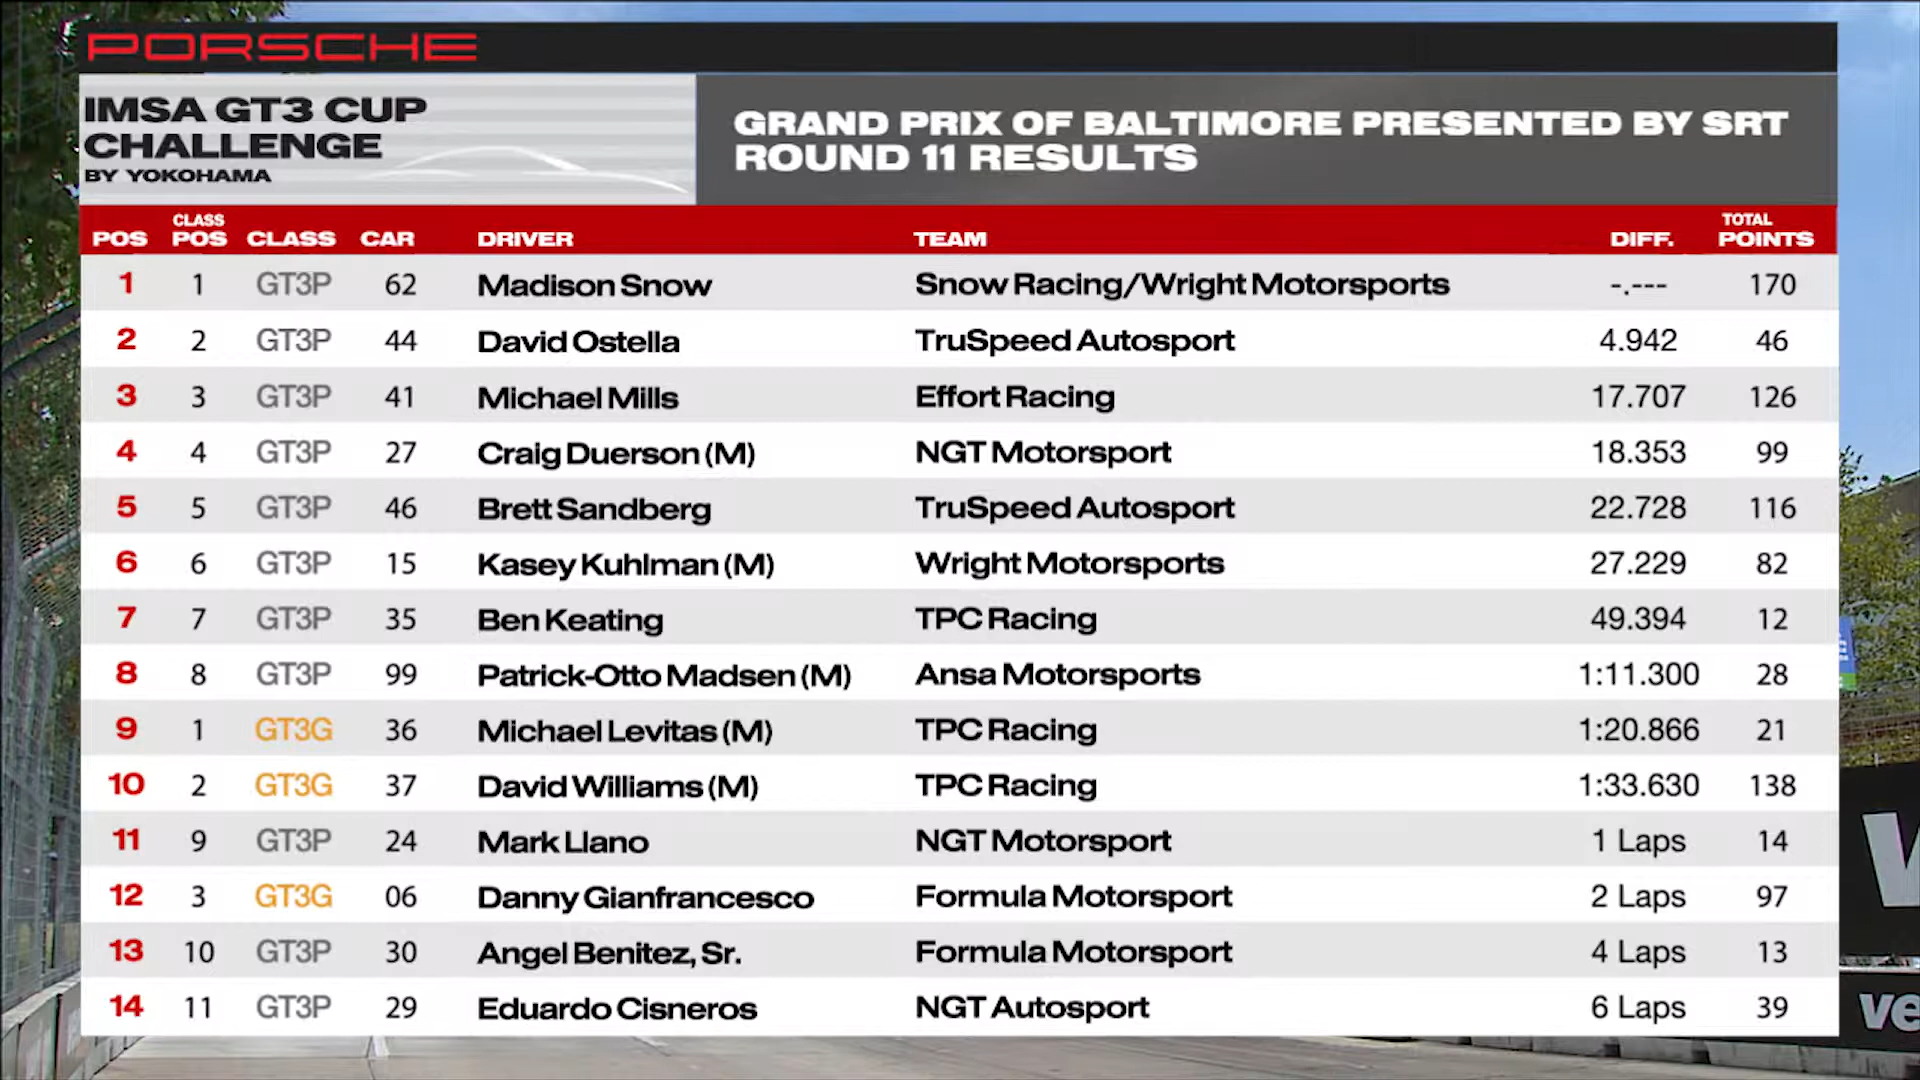 PORSCHE
IMSA GT3 CUP
CHALLENGE
BY YOKOHAMA
GRAND PRIX OF BALTIMORE PRESENTED BY SRT
ROUND 11 RESULTS
POS CLASS POS CLASS CAR DRIVER TEAM DIFF. TOTAL POINTS
1 1 GT3P 62 Madison Snow Snow Racing/Wright Motorsports -.--- 170
2 2 GT3P 44 David Ostella TruSpeed Autosport 4.942 46
3 3 GT3P 41 Michael Mills Effort Racing 17.707 126
4 4 GT3P 27 Craig Duerson (M) NGT Motorsport 18.353 99
5 5 GT3P 46 Brett Sandberg TruSpeed Autosport 22.728 116
6 6 GT3P 15 Kasey Kuhlman (M) Wright Motorsports 27.229 82
7 7 GT3P 35 Ben Keating TPC Racing 49.394 12
8 8 GT3P 99 Patrick-Otto Madsen (M) Ansa Motorsports 1:11.300 28
9 1 GT3G 36 Michael Levitas (M) TPC Racing 1:20.866 21
10 2 GT3G 37 David Williams (M) TPC Racing 1:33.630 138
11 9 GT3P 24 Mark Llano NGT Motorsport 1 Laps 14
12 3 GT3G 06 Danny Gianfrancesco Formula Motorsport 2 Laps 97
13 10 GT3P 30 Angel Benitez, Sr. Formula Motorsport 4 Laps 13
14 11 GT3P 29 Eduardo Cisneros NGT Autosport 6 Laps 39
ve